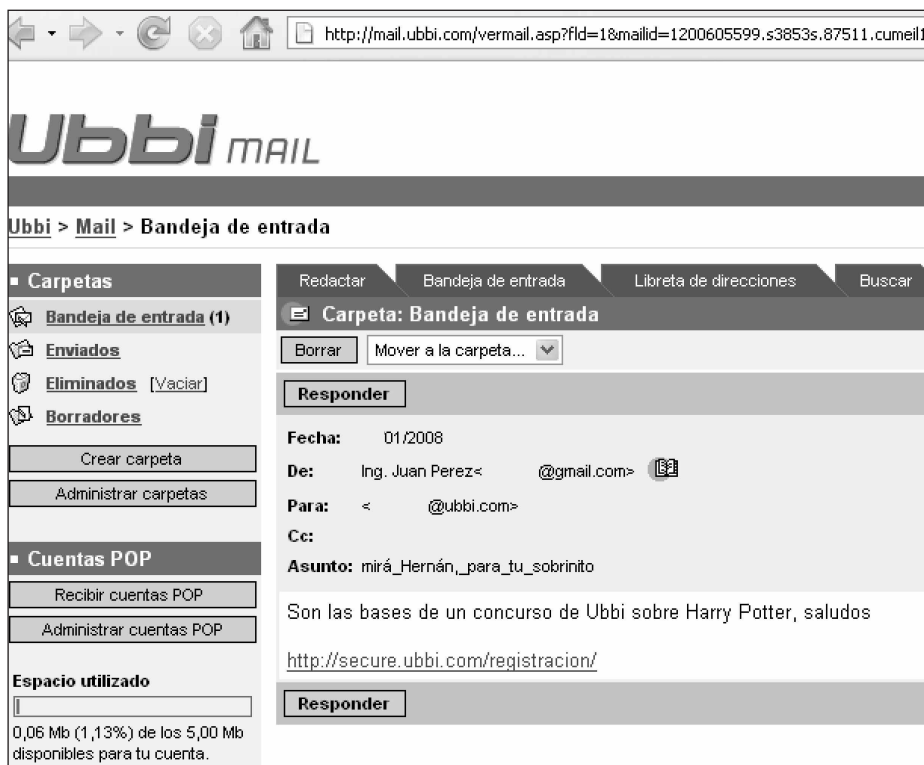 http://mail.ubbi.com/vermail.asp?fld=1&mailid=1200605599.s3853s.87511.cumeil1
Ubbi MAIL
Ubbi > Mail > Bandeja de entrada
Carpetas
Bandeja de entrada (1)
Enviados
Eliminados [Vaciar]
Borradores
Crear carpeta
Administrar carpetas
Cuentas POP
Recibir cuentas POP
Administrar cuentas POP
Espacio utilizado
0,06 Mb (1,13%) de los 5,00 Mb
disponibles para tu cuenta.
Redactar Bandeja de entrada Libreta de direcciones Buscar
Carpeta: Bandeja de entrada
Borrar Mover a la carpeta...
Responder
Fecha: 01/2008
De: Ing. Juan Perez< @gmail.com>
Para: < @ubbi.com>
Cc:
Asunto: mirá_Hernán,_para_tu_sobrinito
Son las bases de un concurso de Ubbi sobre Harry Potter, saludos
http://secure.ubbi.com/registracion/
Responder